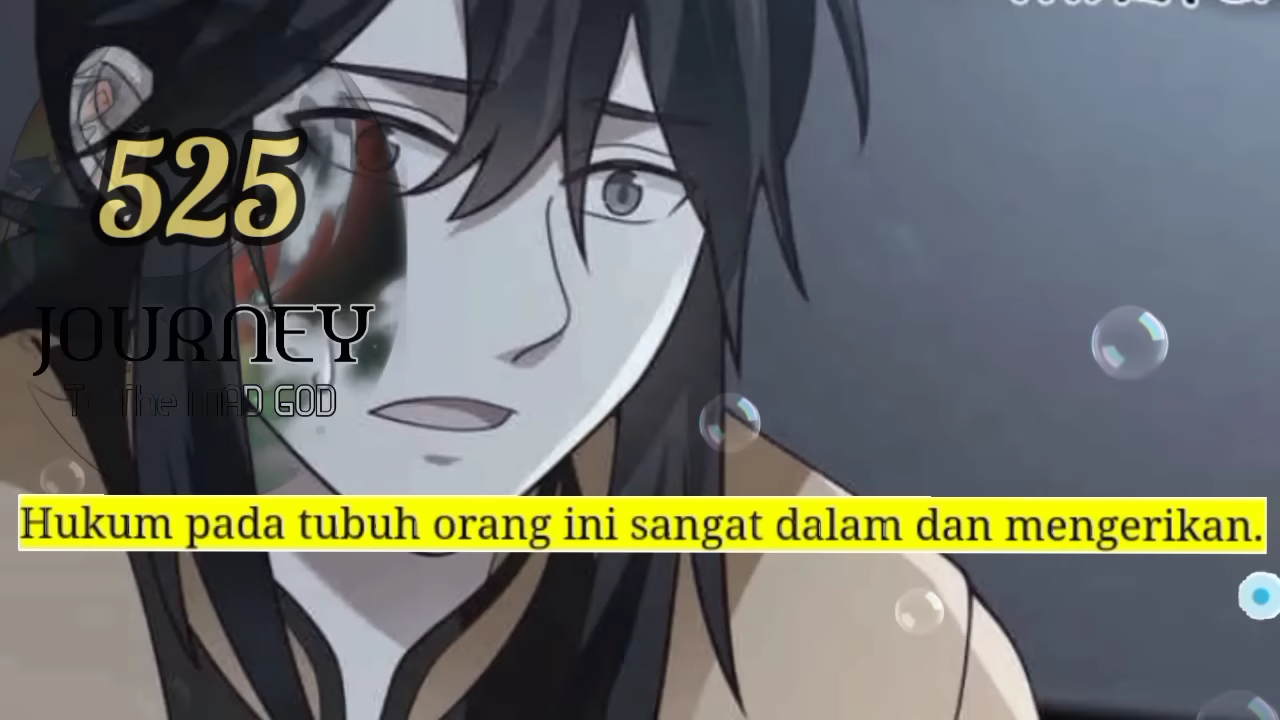 525
JOURNEY
To The MAD GOD
Hukum pada tubuh orang ini sangat dalam dan mengerikan.